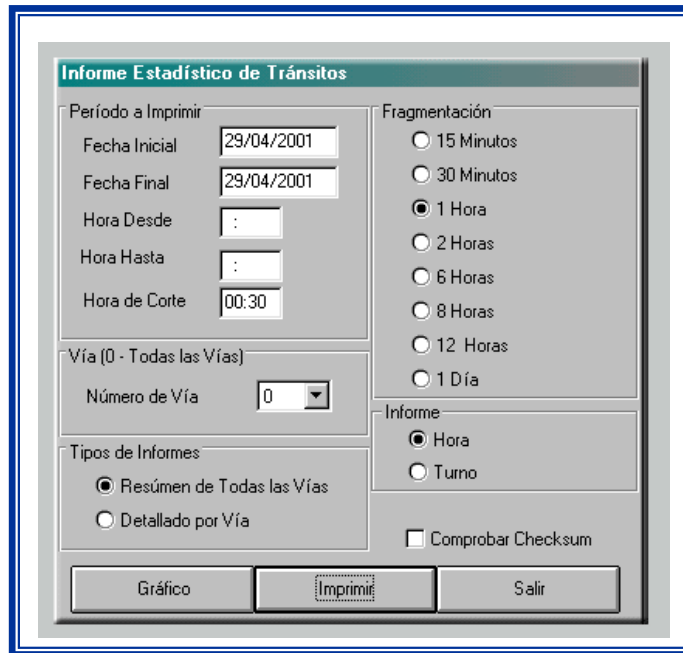 Informe Estadístico de Tránsitos
Período a Imprimir
Fecha Inicial 29/04/2001
Fecha Final 29/04/2001
Hora Desde :
Hora Hasta :
Hora de Corte 00:30
Vía (0 - Todas las Vías)
Número de Vía 0
Tipos de Informes
Resúmen de Todas las Vías
Detallado por Vía
Fragmentación
15 Minutos
30 Minutos
1 Hora
2 Horas
6 Horas
8 Horas
12 Horas
1 Día
Informe
Hora
Turno
Comprobar Checksum
Gráfico Imprimir Salir